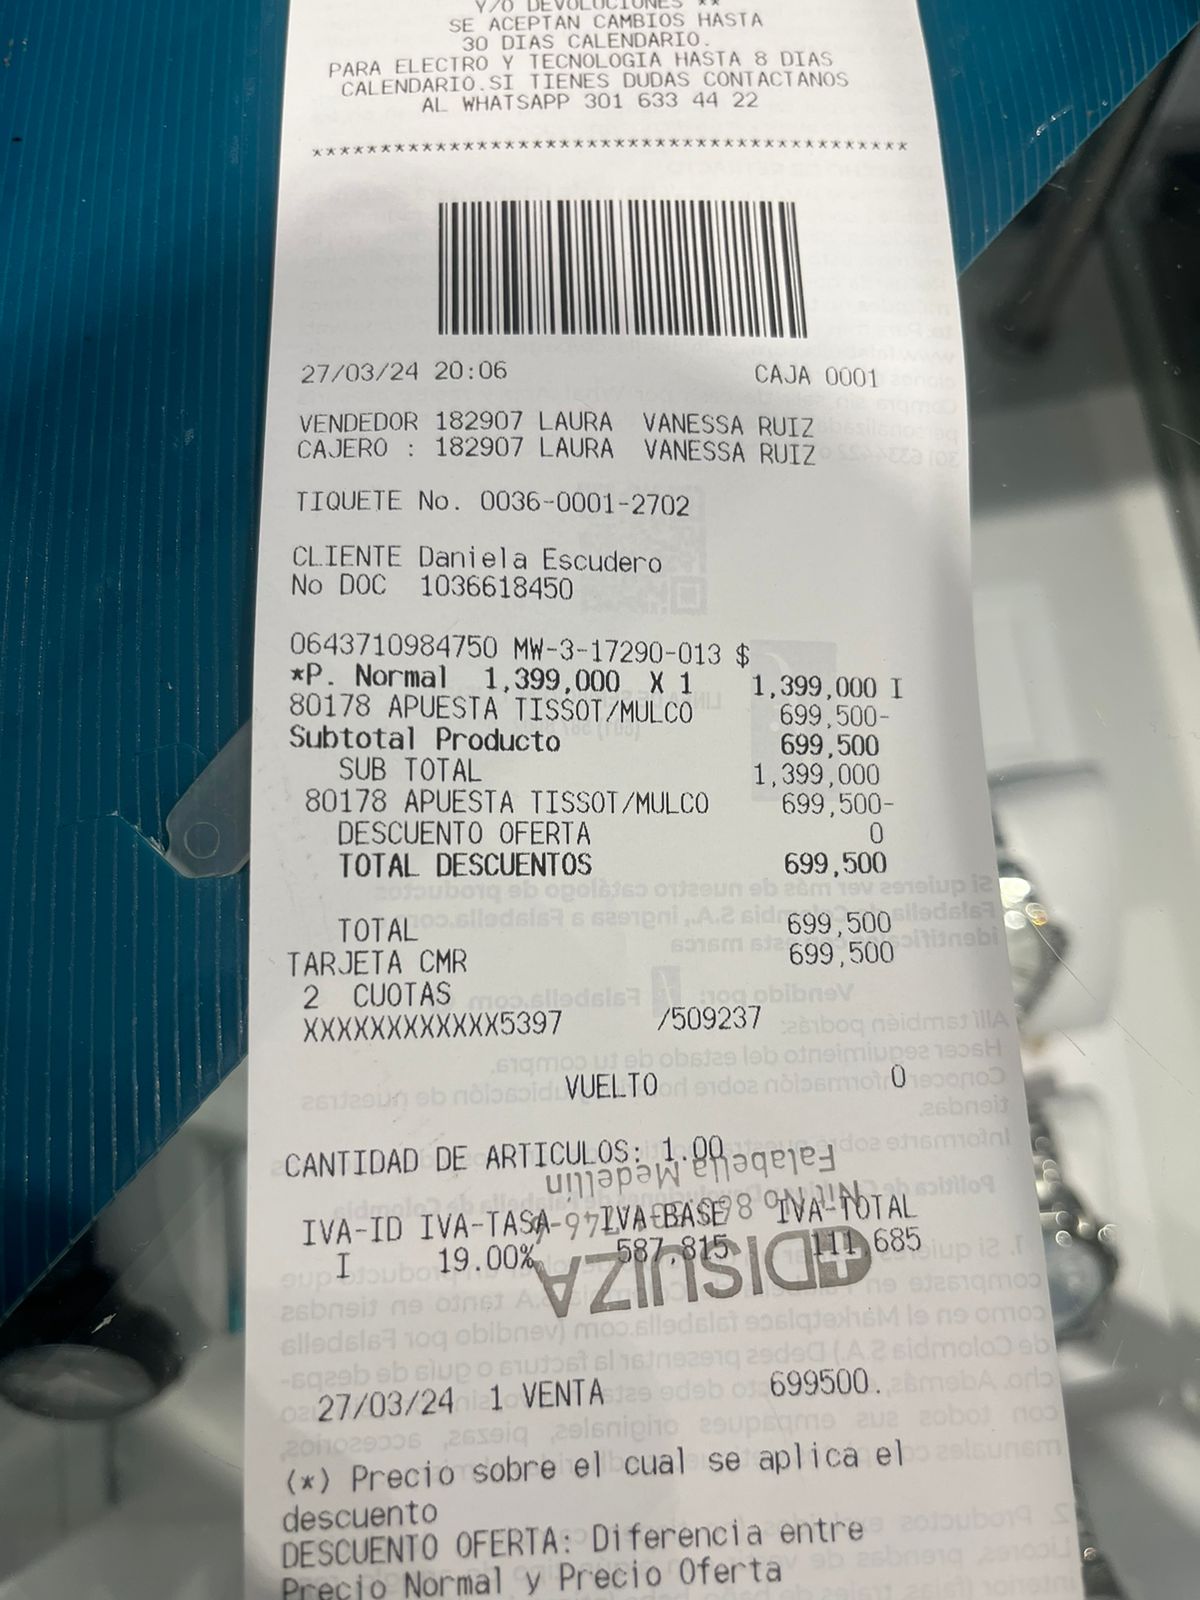 Y/O DEVOLUCIONES **
SE ACEPTAN CAMBIOS HASTA
30 DIAS CALENDARIO.
PARA ELECTRO Y TECNOLOGIA HASTA 8 DIAS
CALENDARIO.SI TIENES DUDAS CONTACTANOS
AL WHATSAPP 301 633 44 22
********************************************
27/03/24 20:06 CAJA 0001
VENDEDOR 182907 LAURA VANESSA RUIZ
CAJERO : 182907 LAURA VANESSA RUIZ
TIQUETE No. 0036-0001-2702
CLIENTE Daniela Escudero
No DOC 1036618450
0643710984750 MW-3-17290-013 $
*P. Normal 1,399,000 X 1 1,399,000 I
80178 APUESTA TISSOT/MULCO 699,500-
Subtotal Producto 699,500
SUB TOTAL 1,399,000
80178 APUESTA TISSOT/MULCO 699,500-
DESCUENTO OFERTA 0
TOTAL DESCUENTOS 699,500
TOTAL 699,500
TARJETA CMR 699,500
2 CUOTAS
XXXXXXXXXXXX5397 /509237
VUELTO 0
CANTIDAD DE ARTICULOS: 1.00
Falabella Medellin
Nit No
IVA-ID IVA-TASA IVA-BASE IVA-TOTAL
I 19.00% 587,815 111,685
DISUIZA
27/03/24 1 VENTA 699500.
(*) Precio sobre el cual se aplica el
descuento
DESCUENTO OFERTA: Diferencia entre
Precio Normal y Precio Oferta